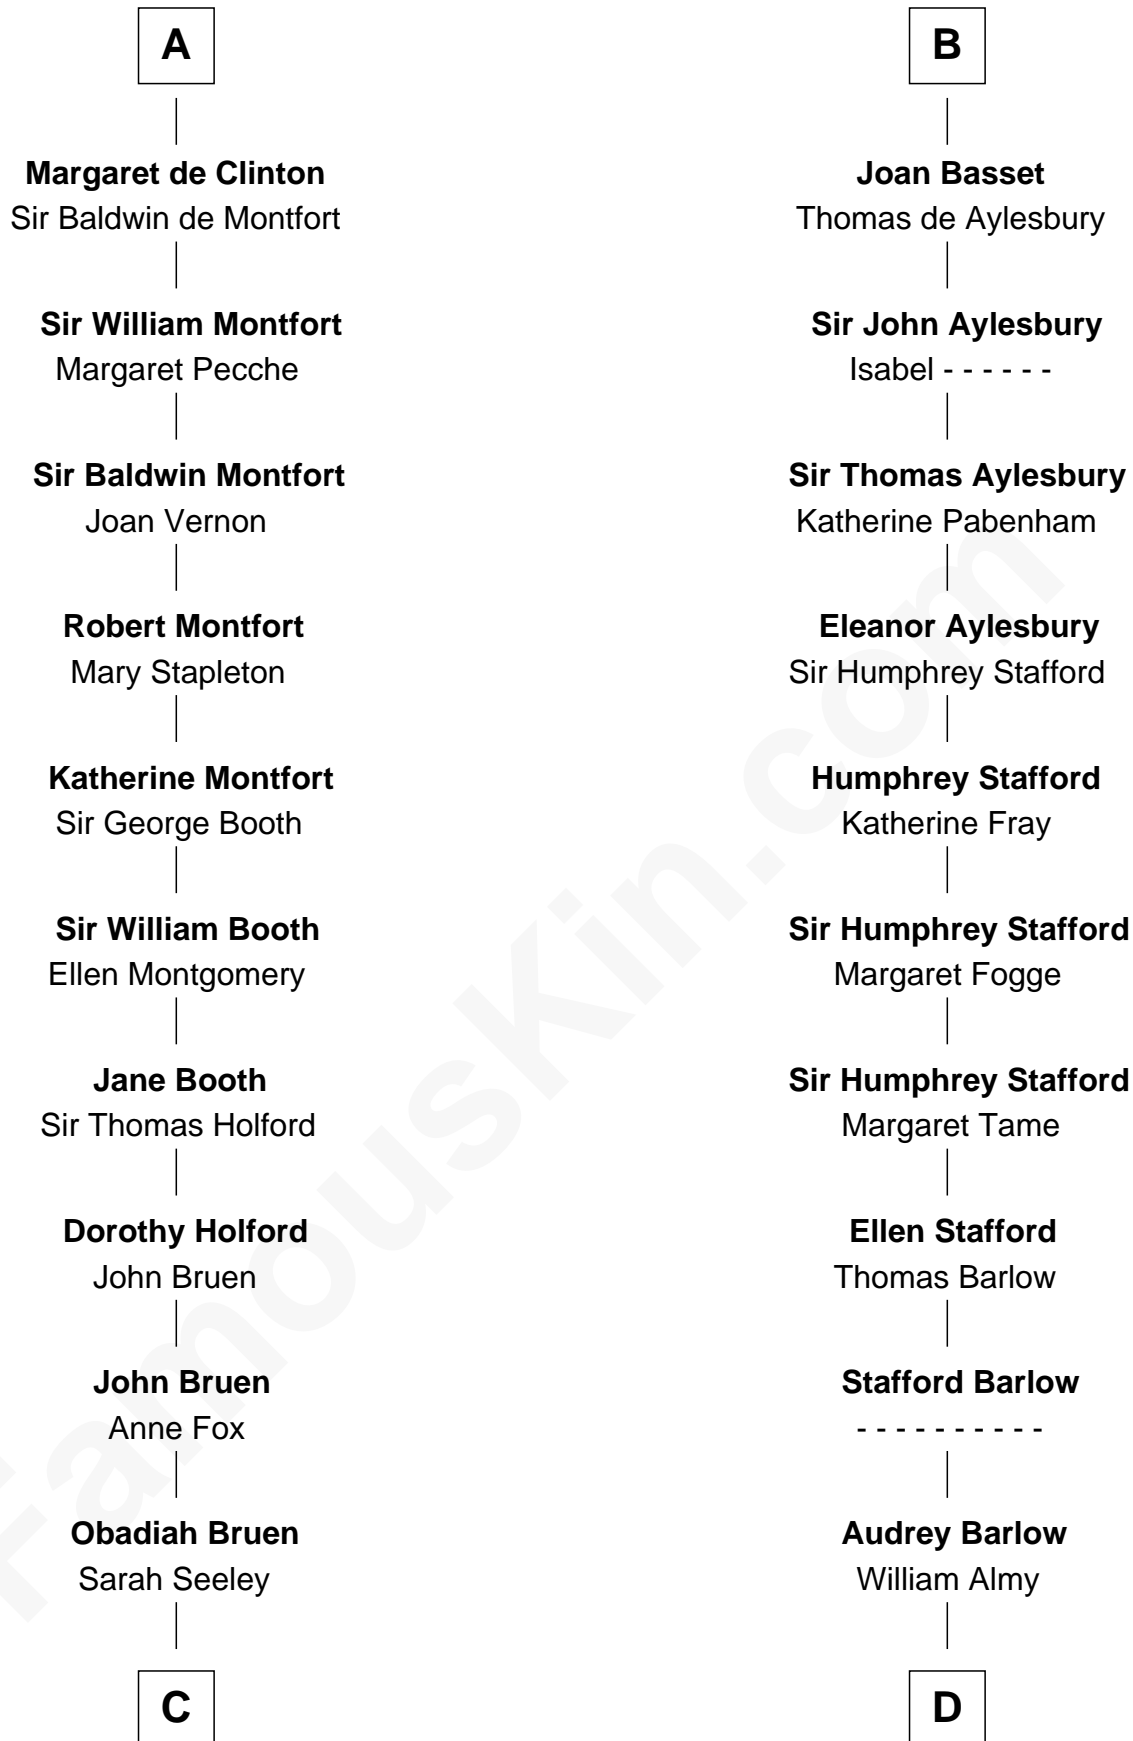 A
Margaret de Clinton
Sir Baldwin de Montfort
Sir William Montfort
Margaret Pecche
Sir Baldwin Montfort
Joan Vernon
Robert Montfort
Mary Stapleton
Katherine Montfort
Sir George Booth
Sir William Booth
Ellen Montgomery
Jane Booth
Sir Thomas Holford
Dorothy Holford
John Bruen
John Bruen
Anne Fox
Obadiah Bruen
Sarah Seeley
C
B
Joan Basset
Thomas de Aylesbury
Sir John Aylesbury
Isabel - - - - - -
Sir Thomas Aylesbury
Katherine Pabenham
Eleanor Aylesbury
Sir Humphrey Stafford
Humphrey Stafford
Katherine Fray
Sir Humphrey Stafford
Margaret Fogge
Sir Humphrey Stafford
Margaret Tame
Ellen Stafford
Thomas Barlow
Stafford Barlow
- - - - - - - - - -
Audrey Barlow
William Almy
D
FamousKin.com